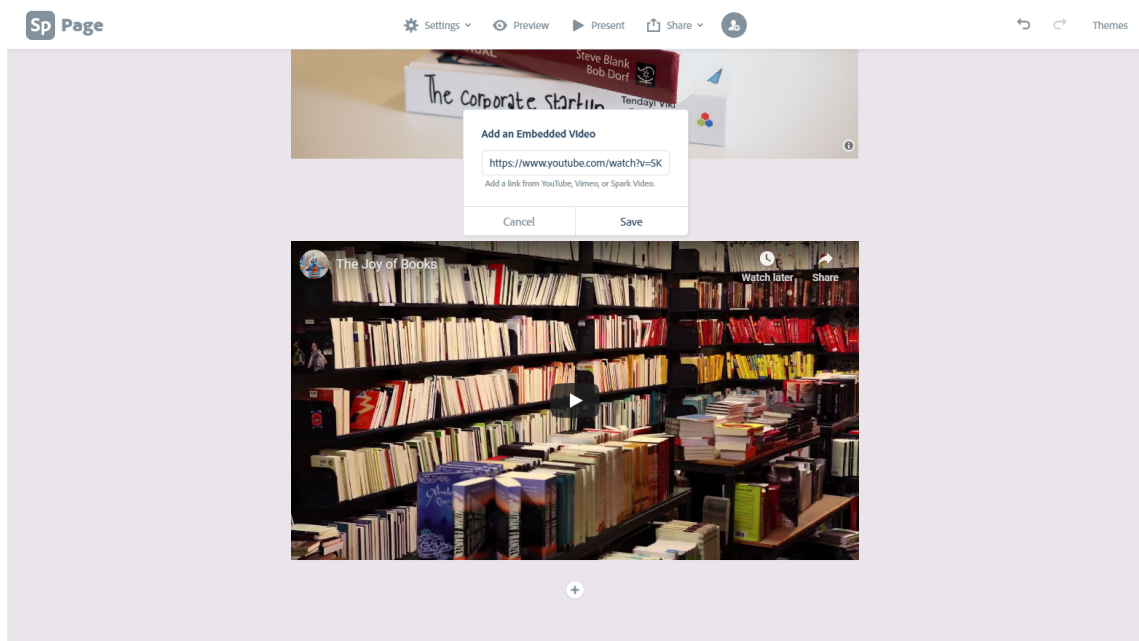 Sp Page
Settings
Preview
Present
Share
Themes
Steve Blank
Bob Dorf
The corporate startup
Tendayi Viki
Add an Embedded Video
https://www.youtube.com/watch?v=SK
Add a link from YouTube, Vimeo, or Spark Video.
Cancel
Save
The Joy of Books
Watch later
Share